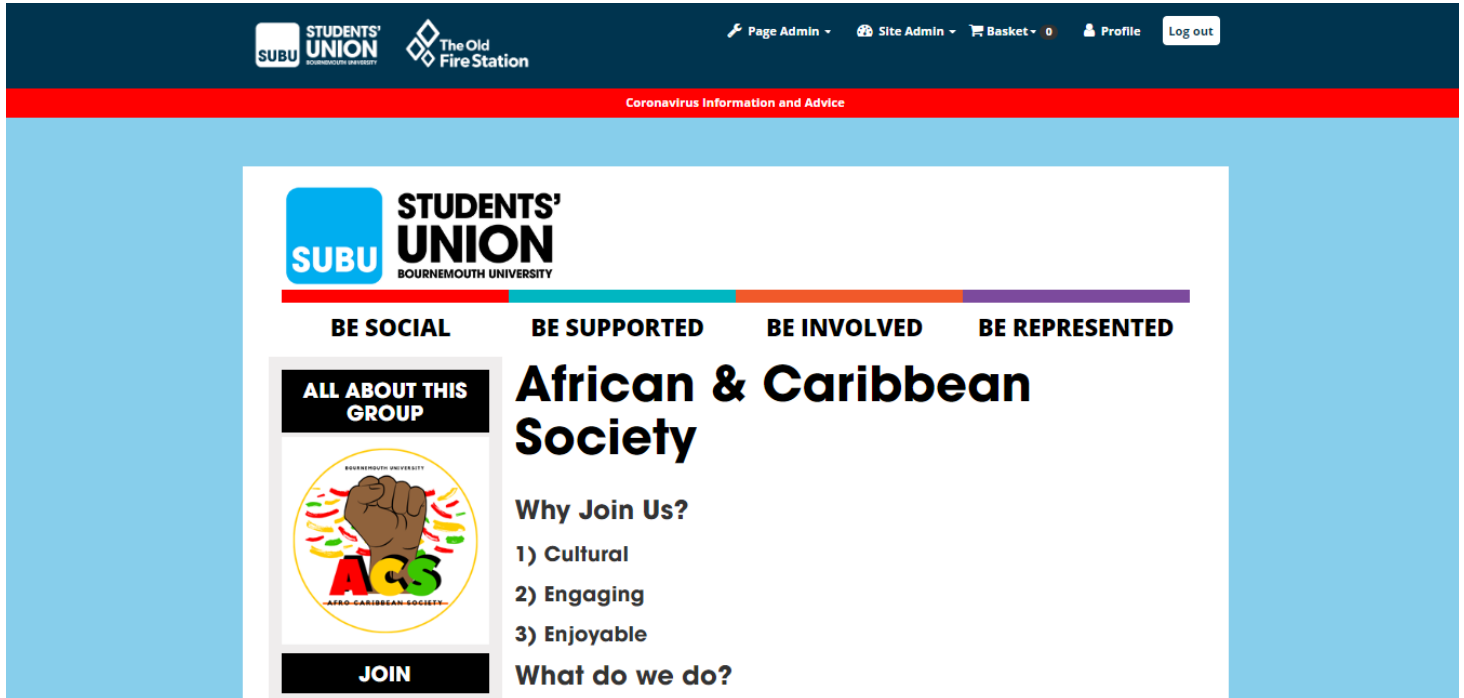 SUBU STUDENTS' UNION BOURNEMOUTH UNIVERSITY
The Old Fire Station
Page Admin
Site Admin
Basket 0
Profile
Log out
Coronavirus Information and Advice
SUBU
STUDENTS'
UNION
BOURNEMOUTH UNIVERSITY
BE SOCIAL
BE SUPPORTED
BE INVOLVED
BE REPRESENTED
ALL ABOUT THIS
GROUP
BOURNEMOUTH UNIVERSITY
ACS
AFRO CARIBBEAN SOCIETY
JOIN
African & Caribbean
Society
Why Join Us?
1) Cultural
2) Engaging
3) Enjoyable
What do we do?